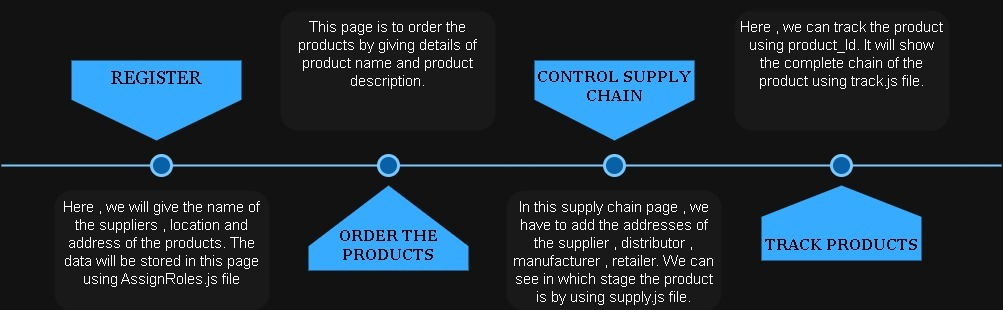 REGISTER
Here , we will give the name of
the suppliers , location and
address of the products. The
data will be stored in this page
using AssignRoles.js file
This page is to order the
products by giving details of
product name and product
description.
ORDER THE
PRODUCTS
CONTROL SUPPLY
CHAIN
In this supply chain page , we
have to add the addresses of
the supplier , distributor ,
manufacturer , retailer. We can
see in which stage the product
is by using supply.js file.
Here , we can track the product
using product_Id. It will show
the complete chain of the
product using track.js file.
TRACK PRODUCTS